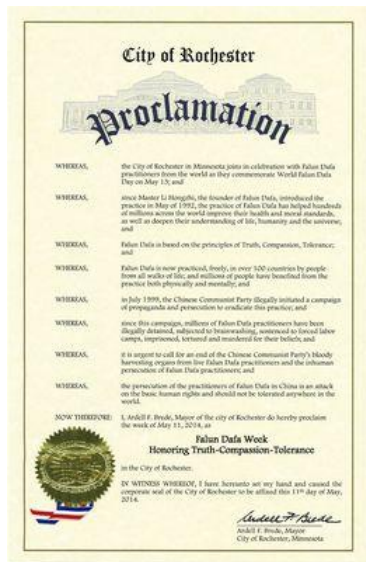 City of Rochester
Proclamation
WHEREAS, the City of Rochester in Minnesota joins in celebration with Falun Dafa
practitioners from the world as they commemorate World Falun Dafa
Day on May 13; and
WHEREAS, since Master Li Hongzhi, the founder of Falun Dafa, introduced the
practice in May of 1992, the practice of Falun Dafa has helped hundreds
of millions across the world improve their health and moral standards,
as well as deepen their understanding of life, humanity and the universe;
and
WHEREAS, Falun Dafa is based on the principles of Truth, Compassion, Tolerance;
and
WHEREAS, Falun Dafa is now practiced, freely, in over 100 countries by people
from all walks of life; and millions of people have benefited from the
practice both physically and mentally; and
WHEREAS, in July 1999, the Chinese Communist Party illegally initiated a campaign
of propaganda and persecution to eradicate this practice; and
WHEREAS, since this campaign, millions of Falun Dafa practitioners have been
illegally detained, subjected to brainwashing, sentenced to forced labor
camps, imprisoned, tortured and murdered for their beliefs; and
WHEREAS, it is urgent to call for an end of the Chinese Communist Party's bloody
harvesting organs from live Falun Dafa practitioners and the inhuman
persecution of Falun Dafa practitioners; and
WHEREAS, the persecution of the practitioners of Falun Dafa in China is an attack
on the basic human rights and should not be tolerated anywhere in the
world.
NOW THEREFORE: I, Ardell F. Brede, Mayor of the city of Rochester do hereby proclaim
the week of May 11, 2014, as
Falun Dafa Week
Honoring Truth-Compassion-Tolerance
in the City of Rochester.
IN WITNESS WHEREOF, I have hereunto set my hand and caused the
corporate seal of the City of Rochester to be affixed this 11th day of May,
2014.
Ardell F. Brede
Ardell F. Brede, Mayor
City of Rochester, Minnesota